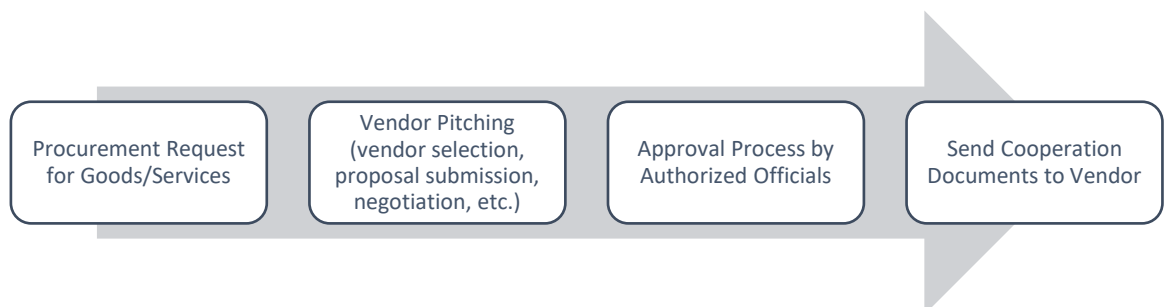 Procurement Request
for Goods/Services
Vendor Pitching
(vendor selection,
proposal submission,
negotiation, etc.)
Approval Process by
Authorized Officials
Send Cooperation
Documents to Vendor